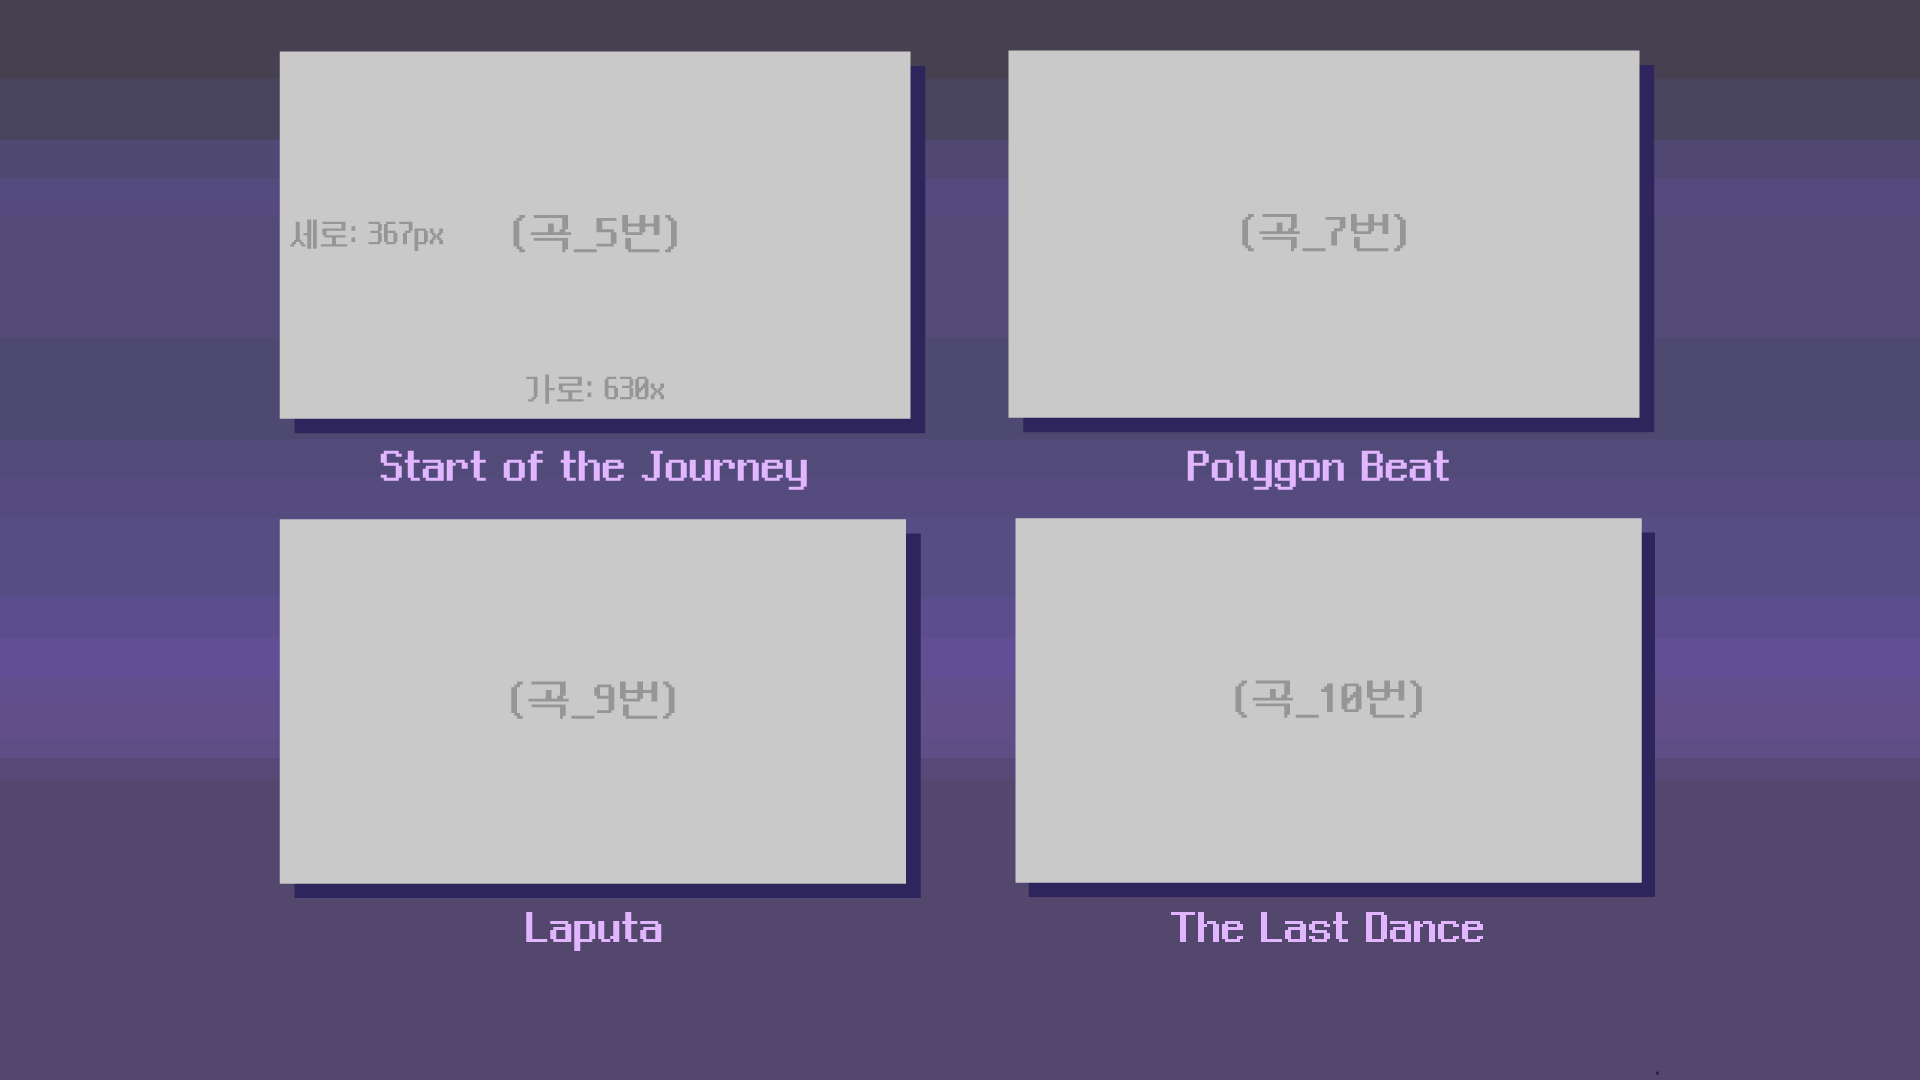 세로: 367px
(곡_5번)
가로: 630x
Start of the Journey
(곡_7번)
Polygon Beat
(곡_9번)
Laputa
(곡_10번)
The Last Dance